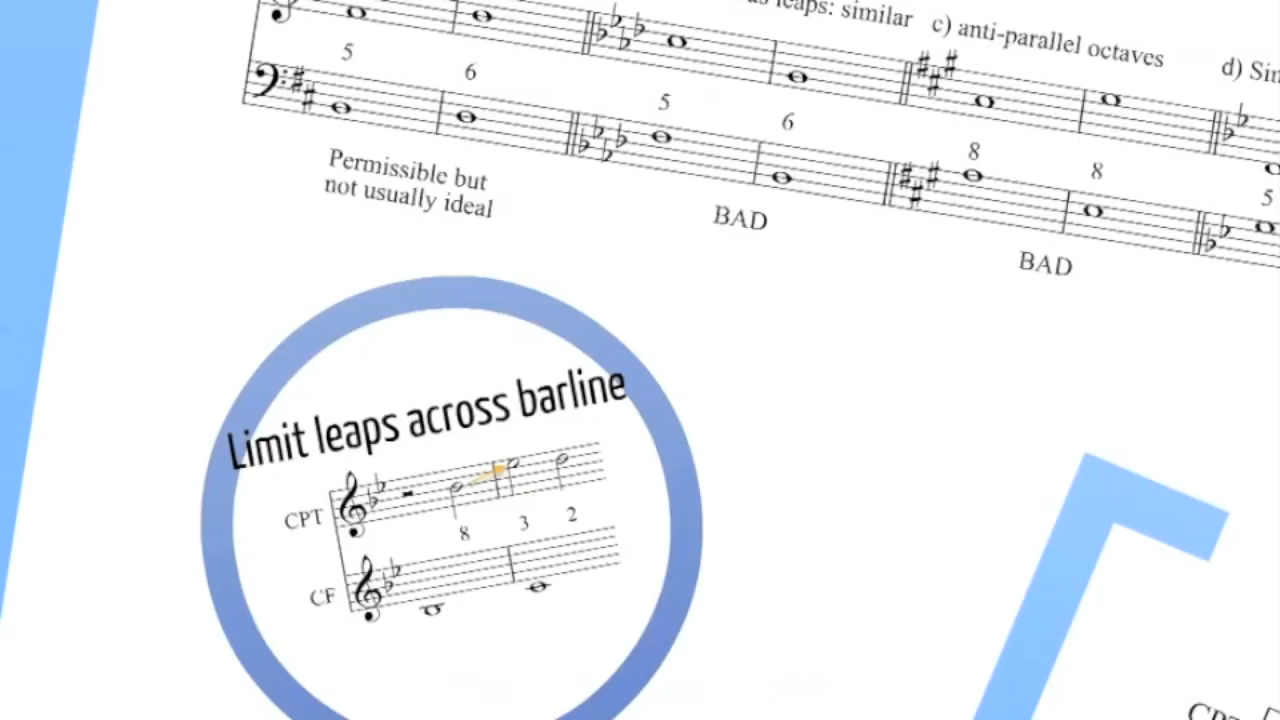 leaps: similar c) anti-parallel octaves
d)
5 6 5 6 8 8 5
Permissible but
not usually ideal
BAD
BAD
Limit leaps across barline
CPT
8 3 2
CF